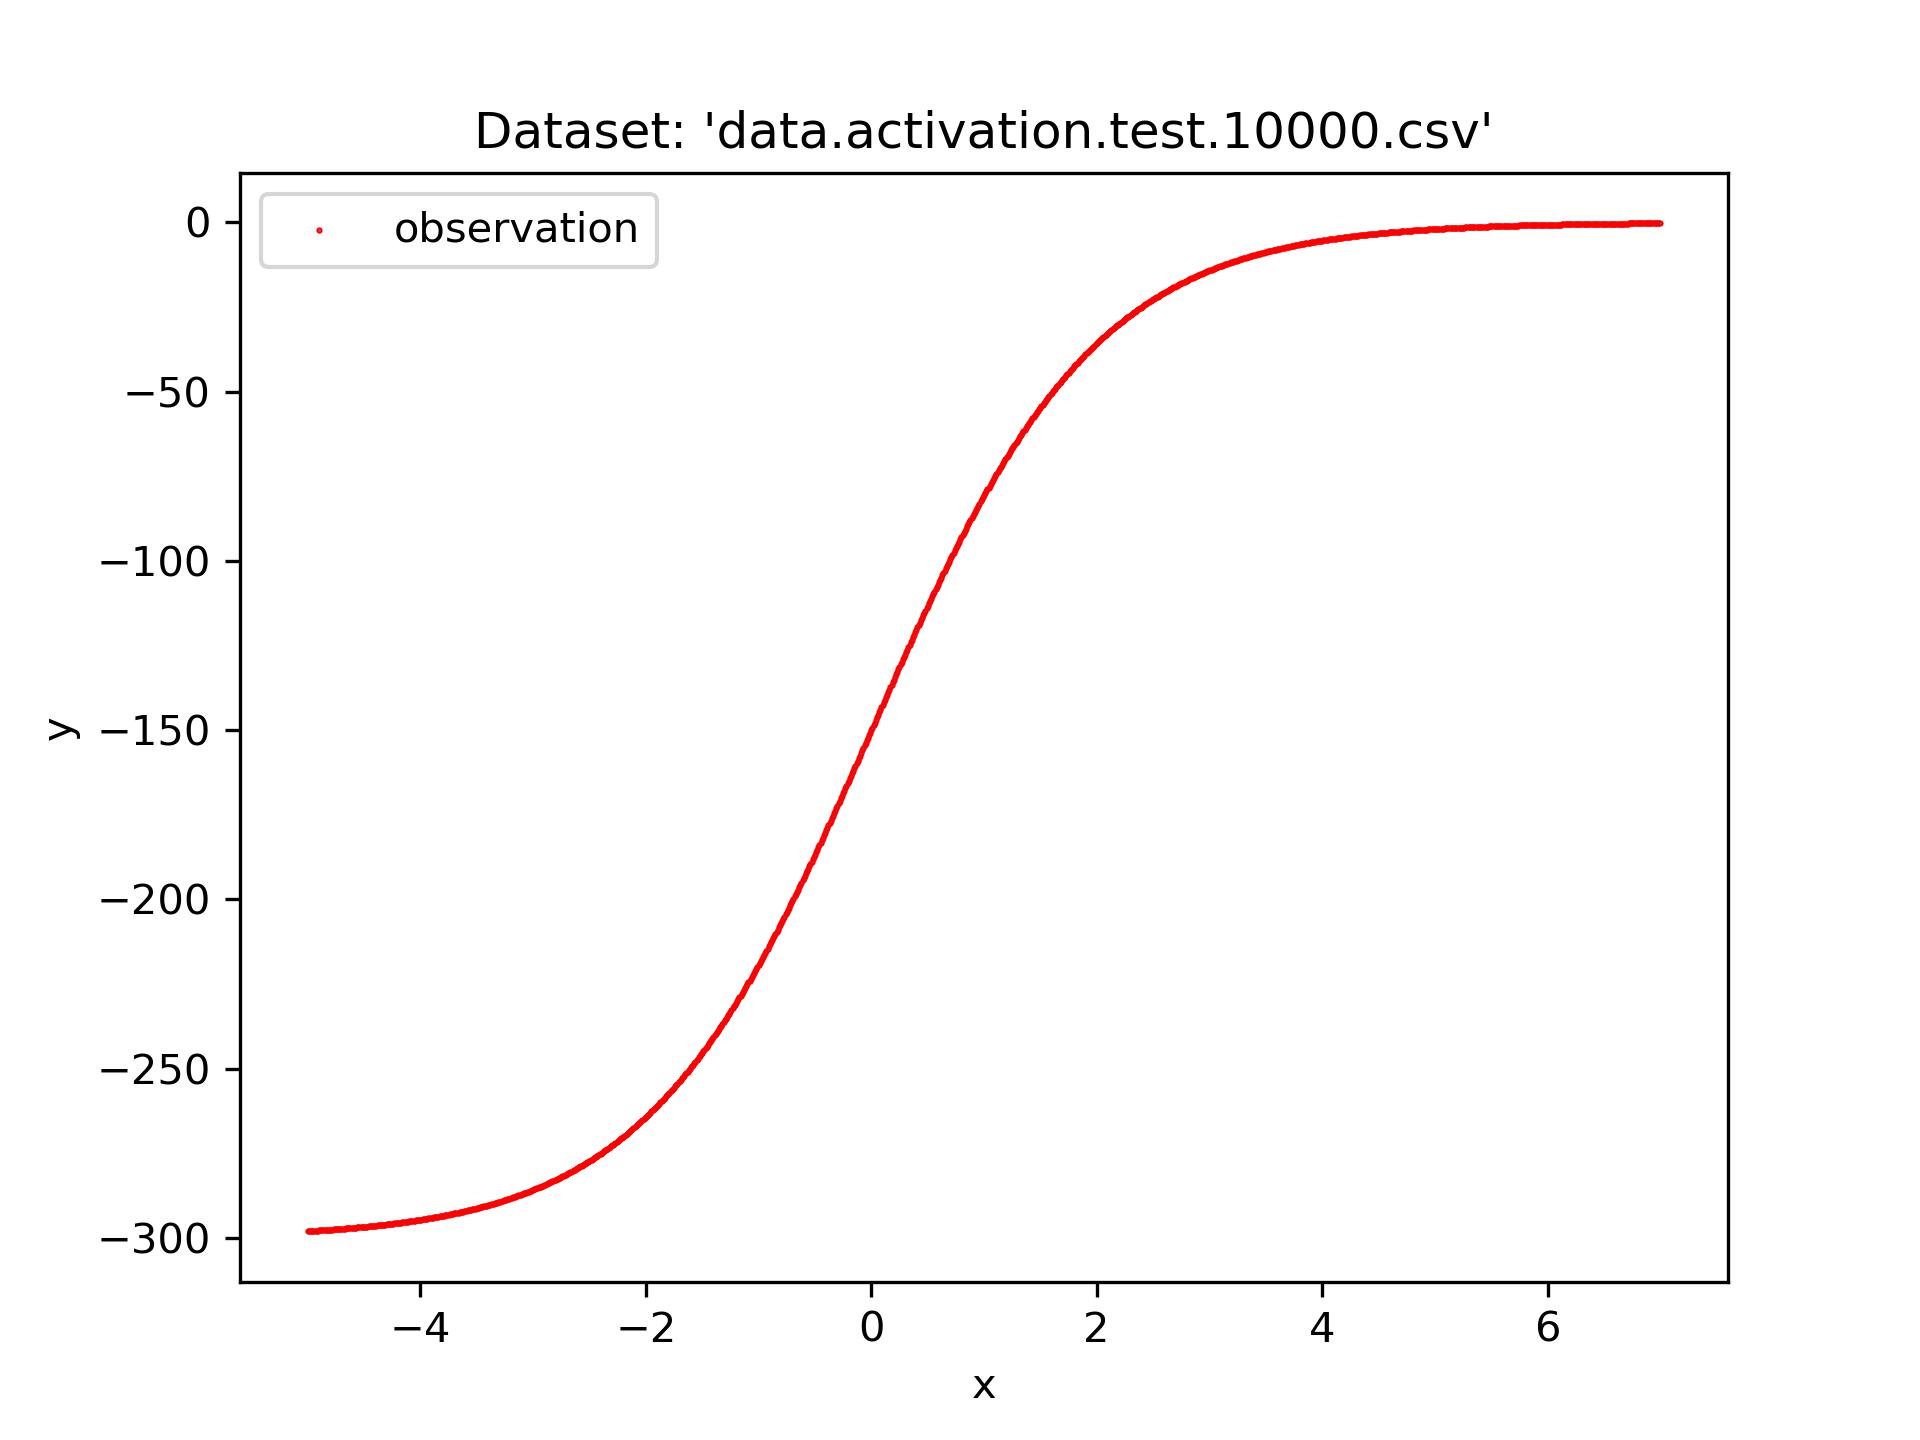 Dataset: 'data.activation.test.10000.csv'
observation
0
−50
−100
−150
−200
−250
−300
y
−4 −2 0 2 4 6
x